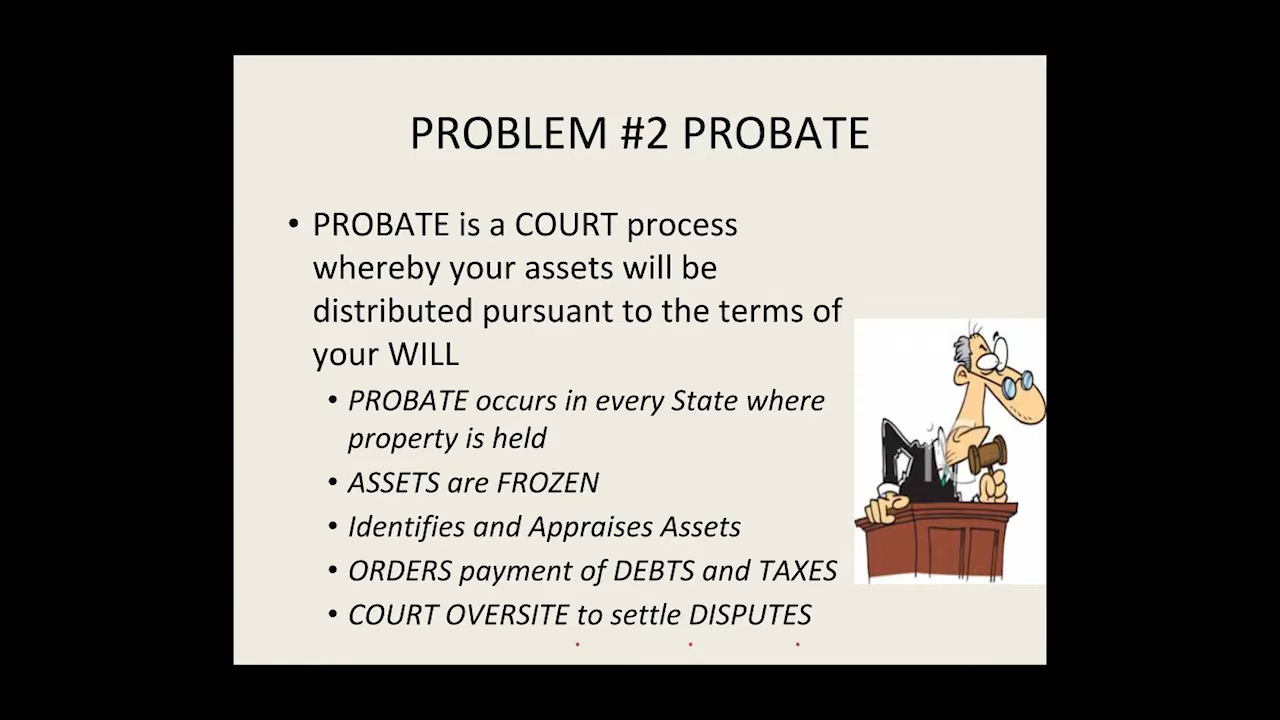 PROBLEM #2 PROBATE
• PROBATE is a COURT process
whereby your assets will be
distributed pursuant to the terms of
your WILL
• PROBATE occurs in every State where
property is held
• ASSETS are FROZEN
• Identifies and Appraises Assets
• ORDERS payment of DEBTS and TAXES
• COURT OVERSITE to settle DISPUTES